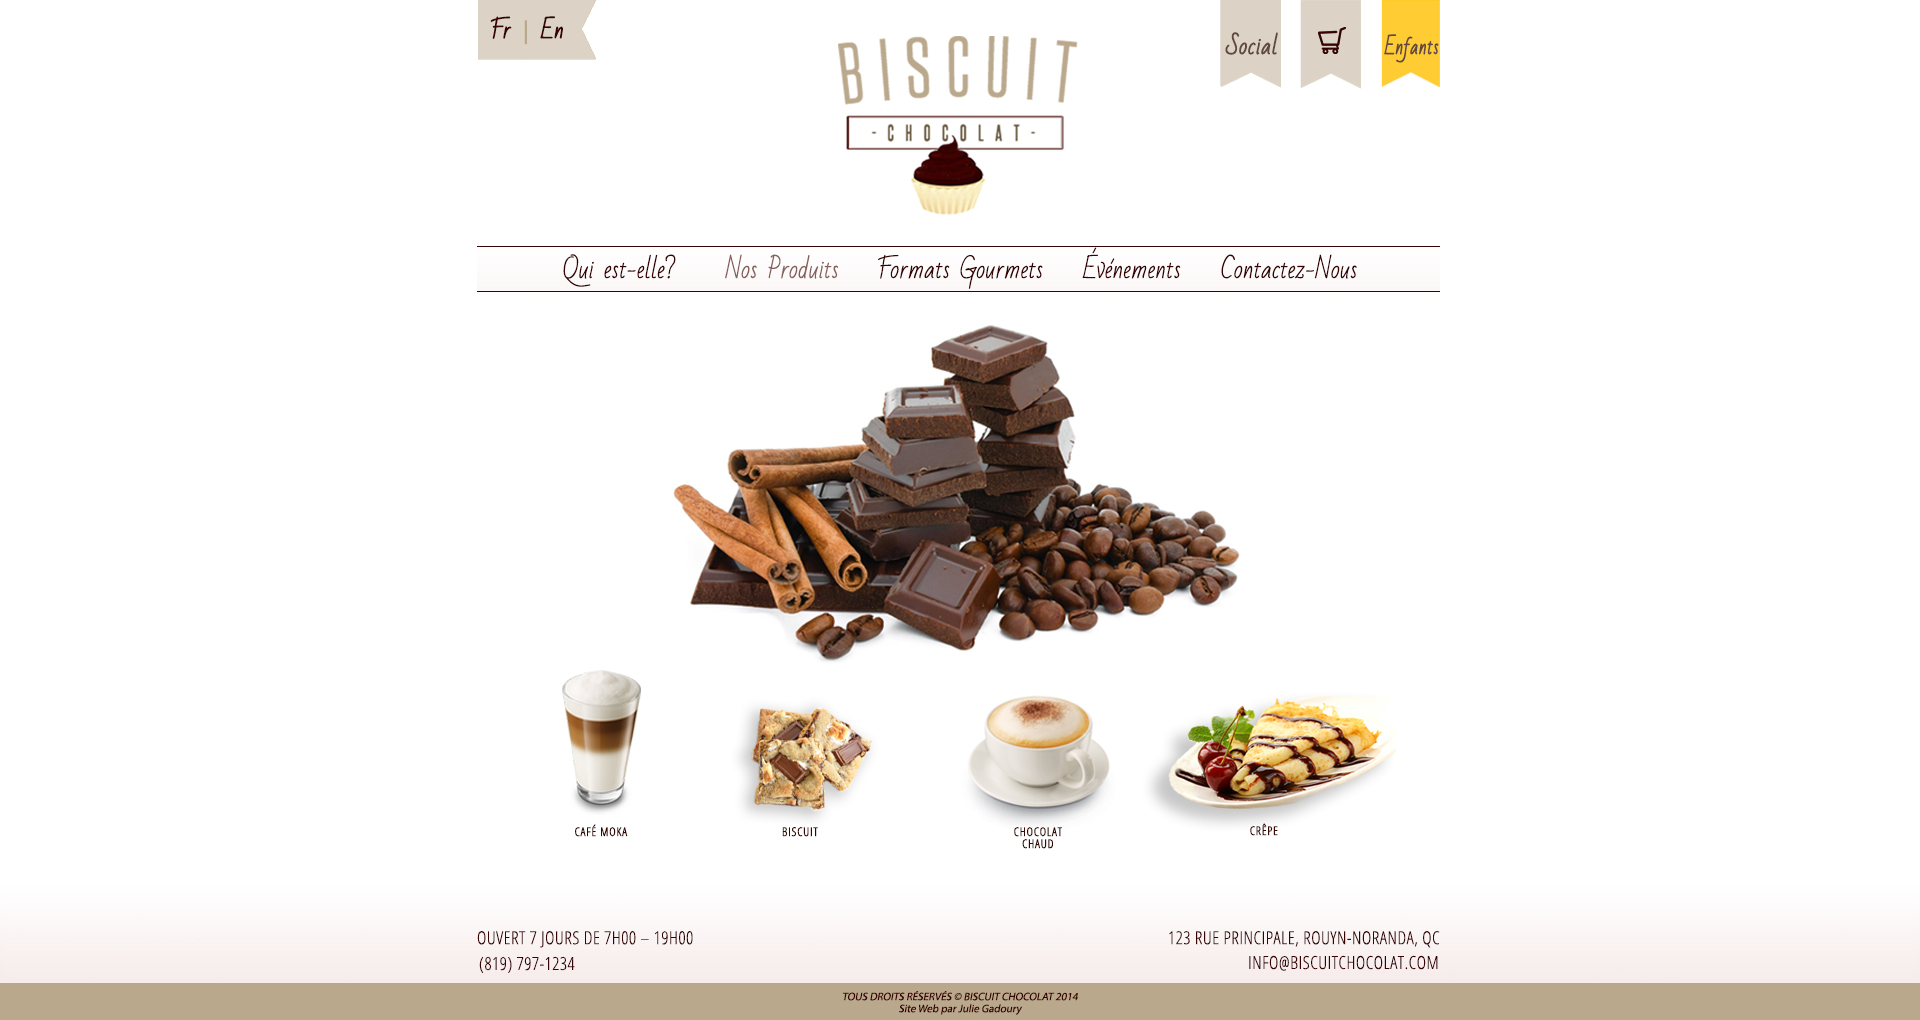 Fr | En
Social
Enfants
BISCUIT
- CHOCOLAT -
Qui est-elle?
Nos Produits
Formats Gourmets
Événements
Contactez-Nous
CAFÉ MOKA
BISCUIT
CHOCOLAT
CHAUD
CRÊPE
OUVERT 7 JOURS DE 7H00 – 19H00
(819) 797-1234
123 RUE PRINCIPALE, ROUYN-NORANDA, QC
INFO@BISCUITCHOCOLAT.COM
TOUS DROITS RÉSERVÉS © BISCUIT CHOCOLAT 2014
Site Web par Julie Gadoury